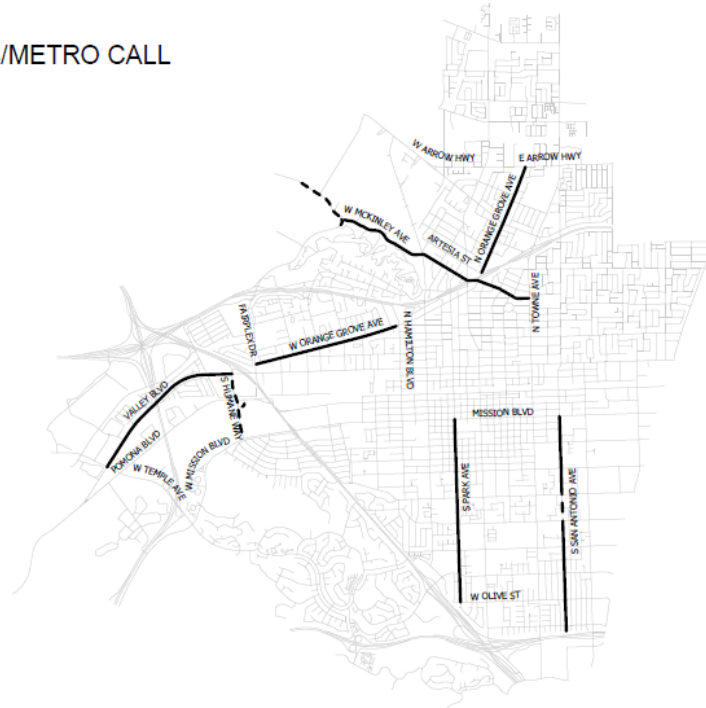 /METRO CALL
W ARROW HWY
E ARROW HWY
W MCKINLEY AVE
ARTESIA ST
N ORANGE GROVE AVE
N TOWNE AVE
FAIRPLEX DR
W ORANGE GROVE AVE
N HAMILTON BLVD
VALLEY BLVD
S HUMANE WAY
POMONA BLVD
W MISSION BLVD
W TEMPLE AVE
MISSION BLVD
S PARK AVE
S SAN ANTONIO AVE
W OLIVE ST